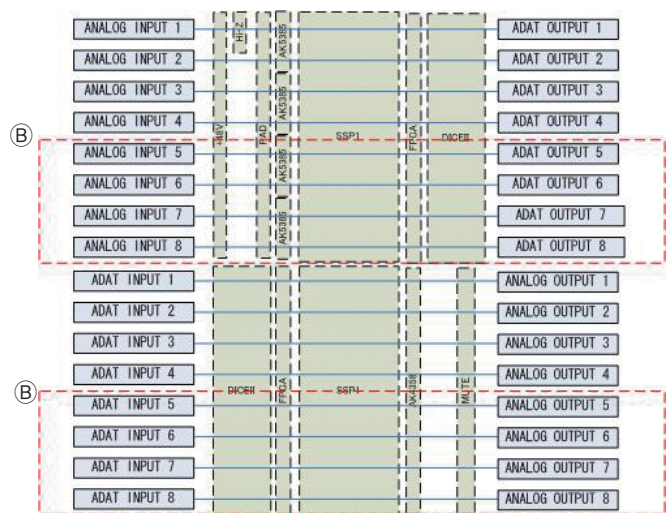 ANALOG INPUT 1
ADAT OUTPUT 1
ANALOG INPUT 2
ADAT OUTPUT 2
ANALOG INPUT 3
ADAT OUTPUT 3
ANALOG INPUT 4
ADAT OUTPUT 4
Ⓑ
ANALOG INPUT 5
ADAT OUTPUT 5
ANALOG INPUT 6
ADAT OUTPUT 6
ANALOG INPUT 7
ADAT OUTPUT 7
ANALOG INPUT 8
ADAT OUTPUT 8
+48V
HI-Z
PAD
AK5385
AK5385
AK5385
AK5385
SSP1
FPGA
DICEII
ADAT INPUT 1
ANALOG OUTPUT 1
ADAT INPUT 2
ANALOG OUTPUT 2
ADAT INPUT 3
ANALOG OUTPUT 3
ADAT INPUT 4
ANALOG OUTPUT 4
Ⓑ
DICEII
FPGA
SSP1
AK4358
MUTE
ADAT INPUT 5
ANALOG OUTPUT 5
ADAT INPUT 6
ANALOG OUTPUT 6
ADAT INPUT 7
ANALOG OUTPUT 7
ADAT INPUT 8
ANALOG OUTPUT 8